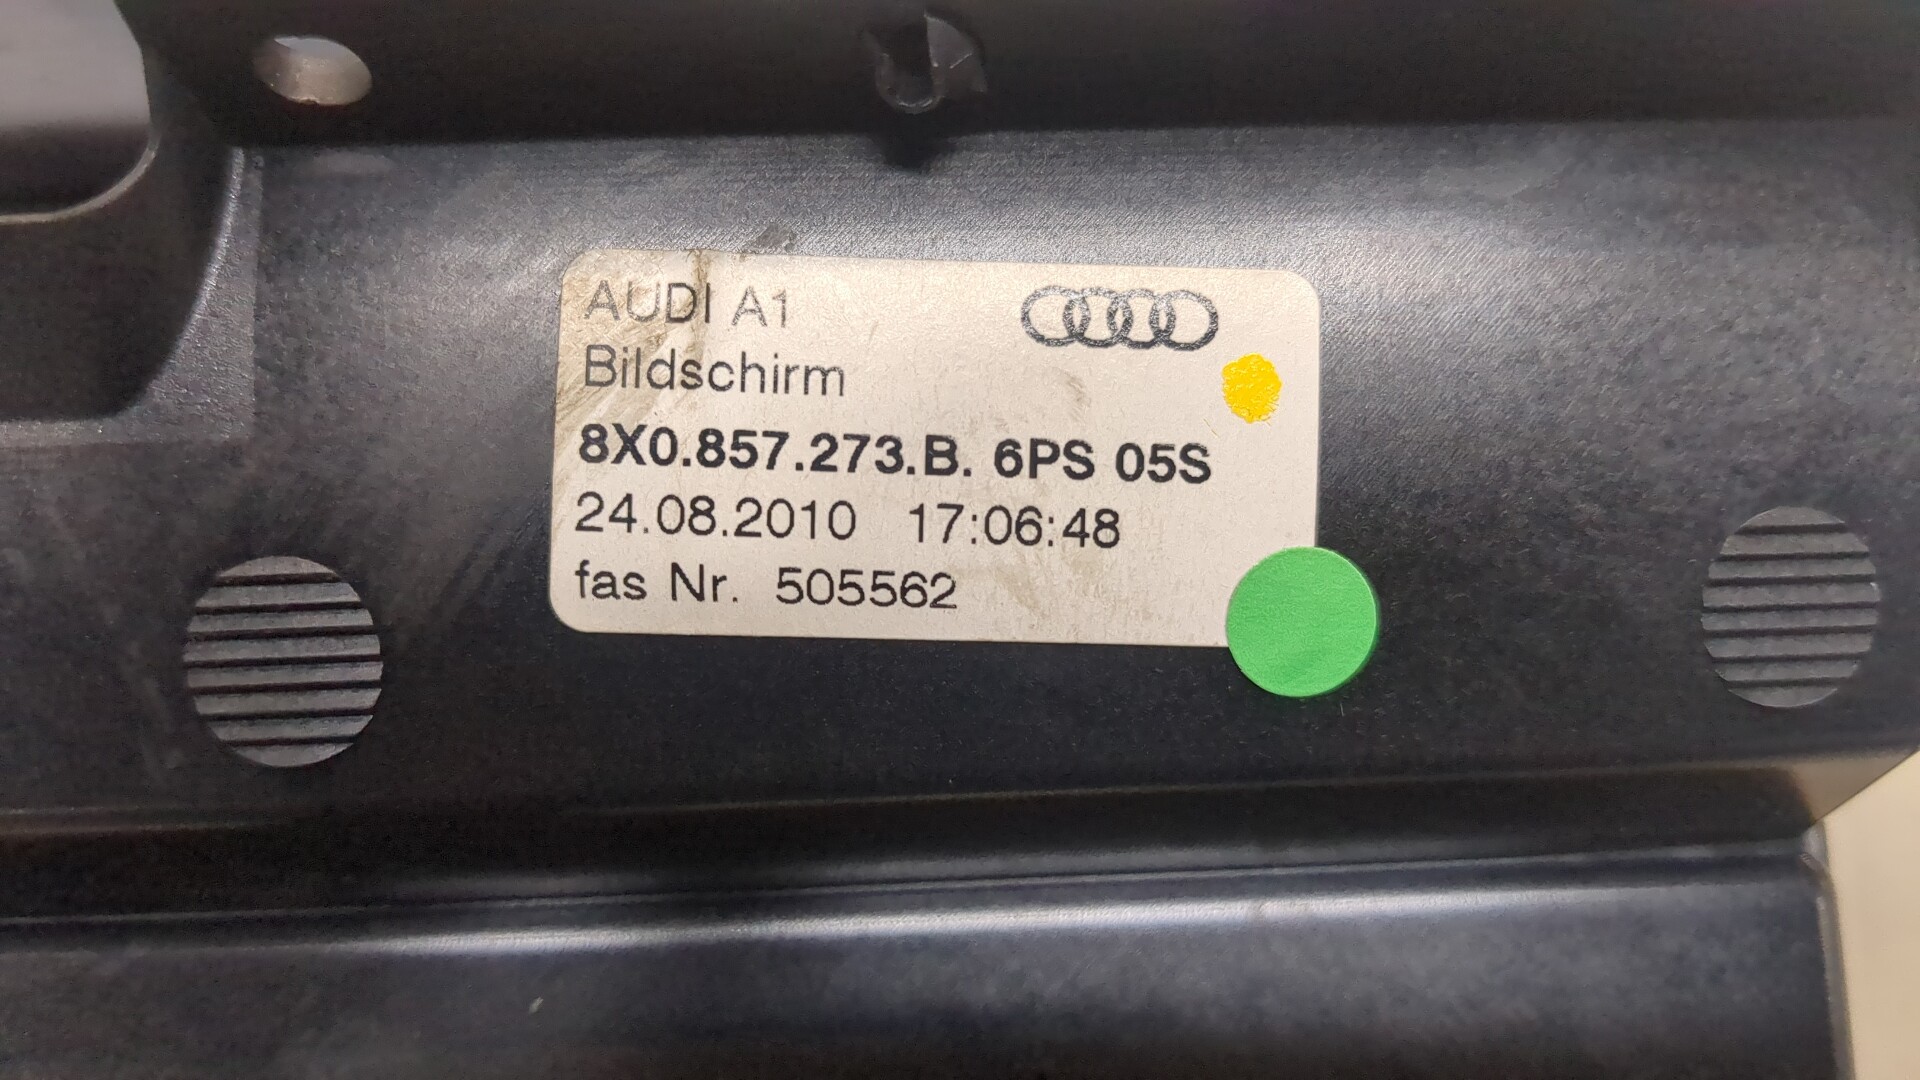 AUDI A1
Bildschirm
8X0.857.273.B. 6PS 05S
24.08.2010 17:06:48
fas Nr. 505562